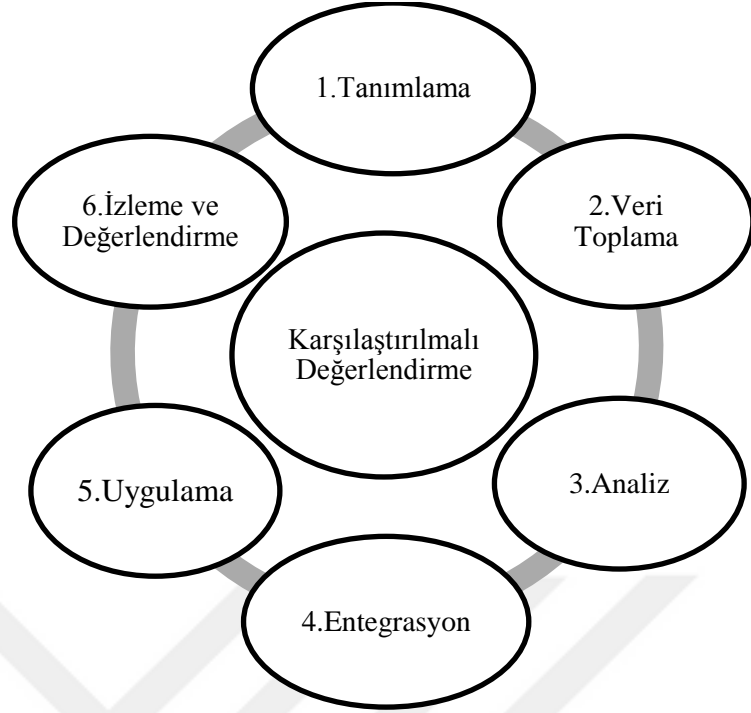 1.Tanımlama
2.Veri
Toplama
3.Analiz
4.Entegrasyon
5.Uygulama
6.İzleme ve
Değerlendirme
Karşılaştırılmalı
Değerlendirme